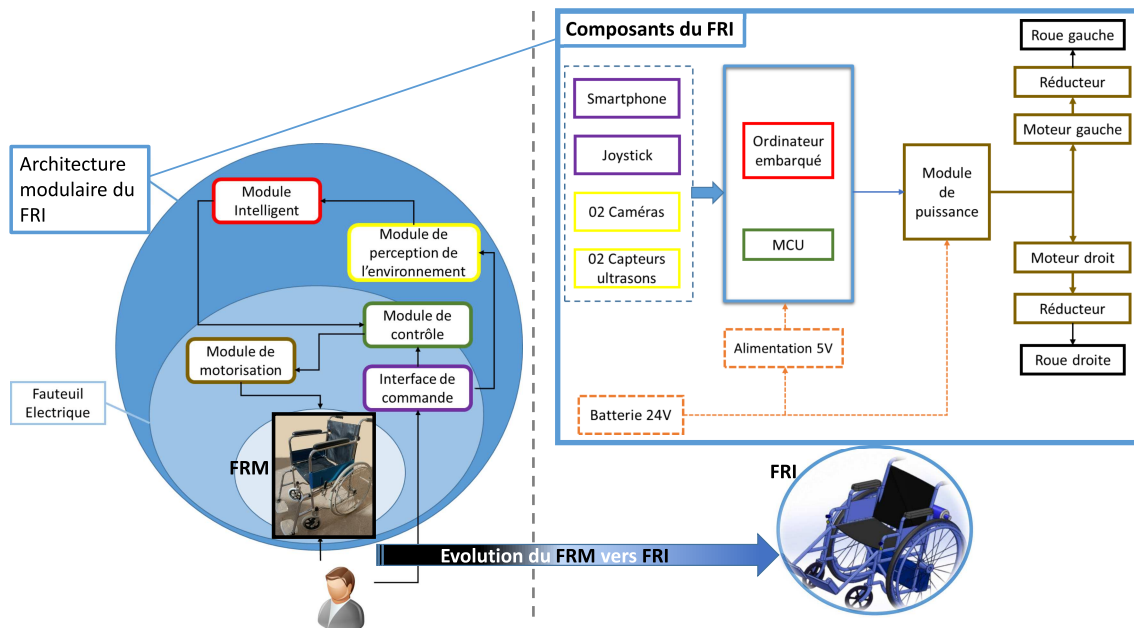 Architecture
modulaire du
FRI
Module
Intelligent
Module de
perception de
l'environnement
Module de
contrôle
Module de
motorisation
Interface de
commande
Fauteuil
Electrique
FRM
Composants du FRI
Smartphone
Joystick
02 Caméras
02 Capteurs
ultrasons
Ordinateur
embarqué
MCU
Alimentation 5V
Batterie 24V
Module
de
puissance
Roue gauche
Réducteur
Moteur gauche
Moteur droit
Réducteur
Roue droite
FRI
Evolution du FRM vers FRI